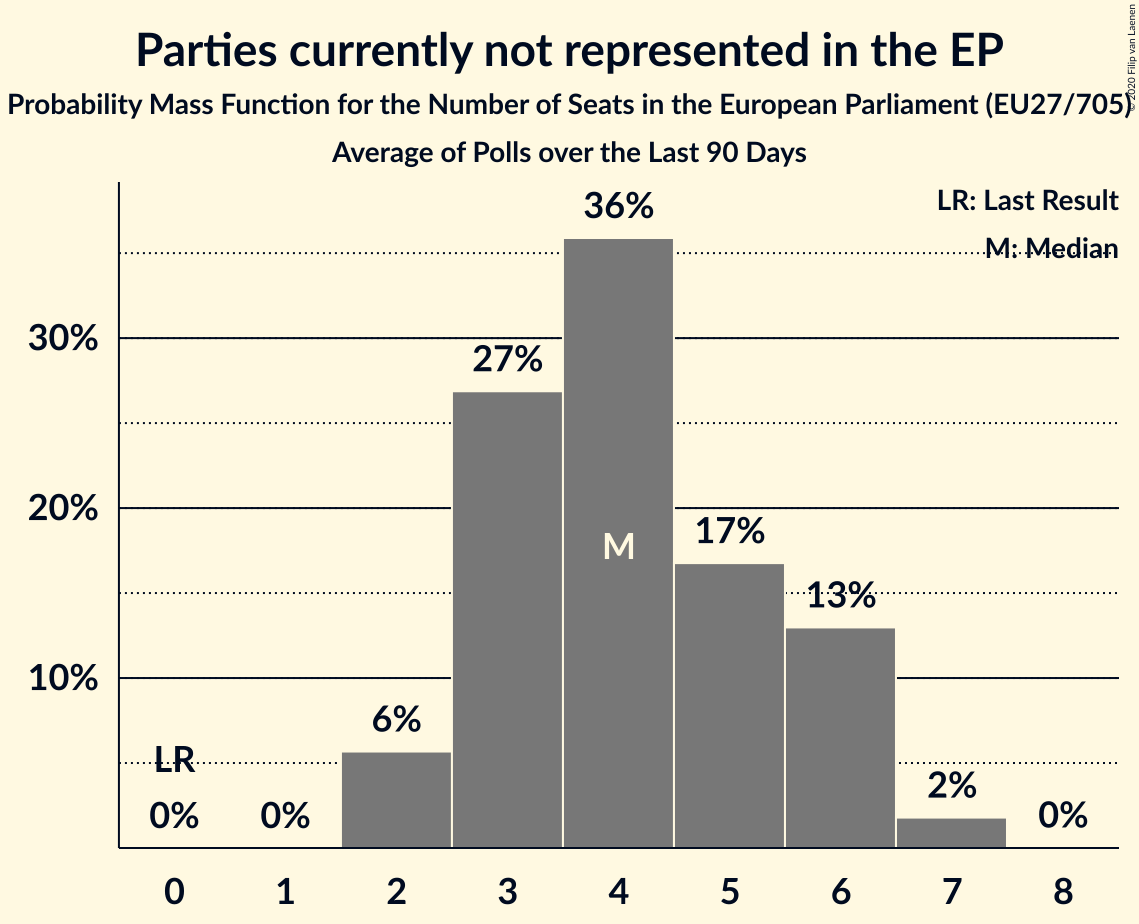 Parties currently not represented in the EP
Probability Mass Function for the Number of Seats in the European Parliament (EU27/705)
Average of Polls over the Last 90 Days
© 2020 Filip van Laenen
LR: Last Result
M: Median
36%
30%
27%
20%
M
17%
13%
10%
6%
LR
2%
0%
0%
0%
0
1
2
3
4
5
6
7
8